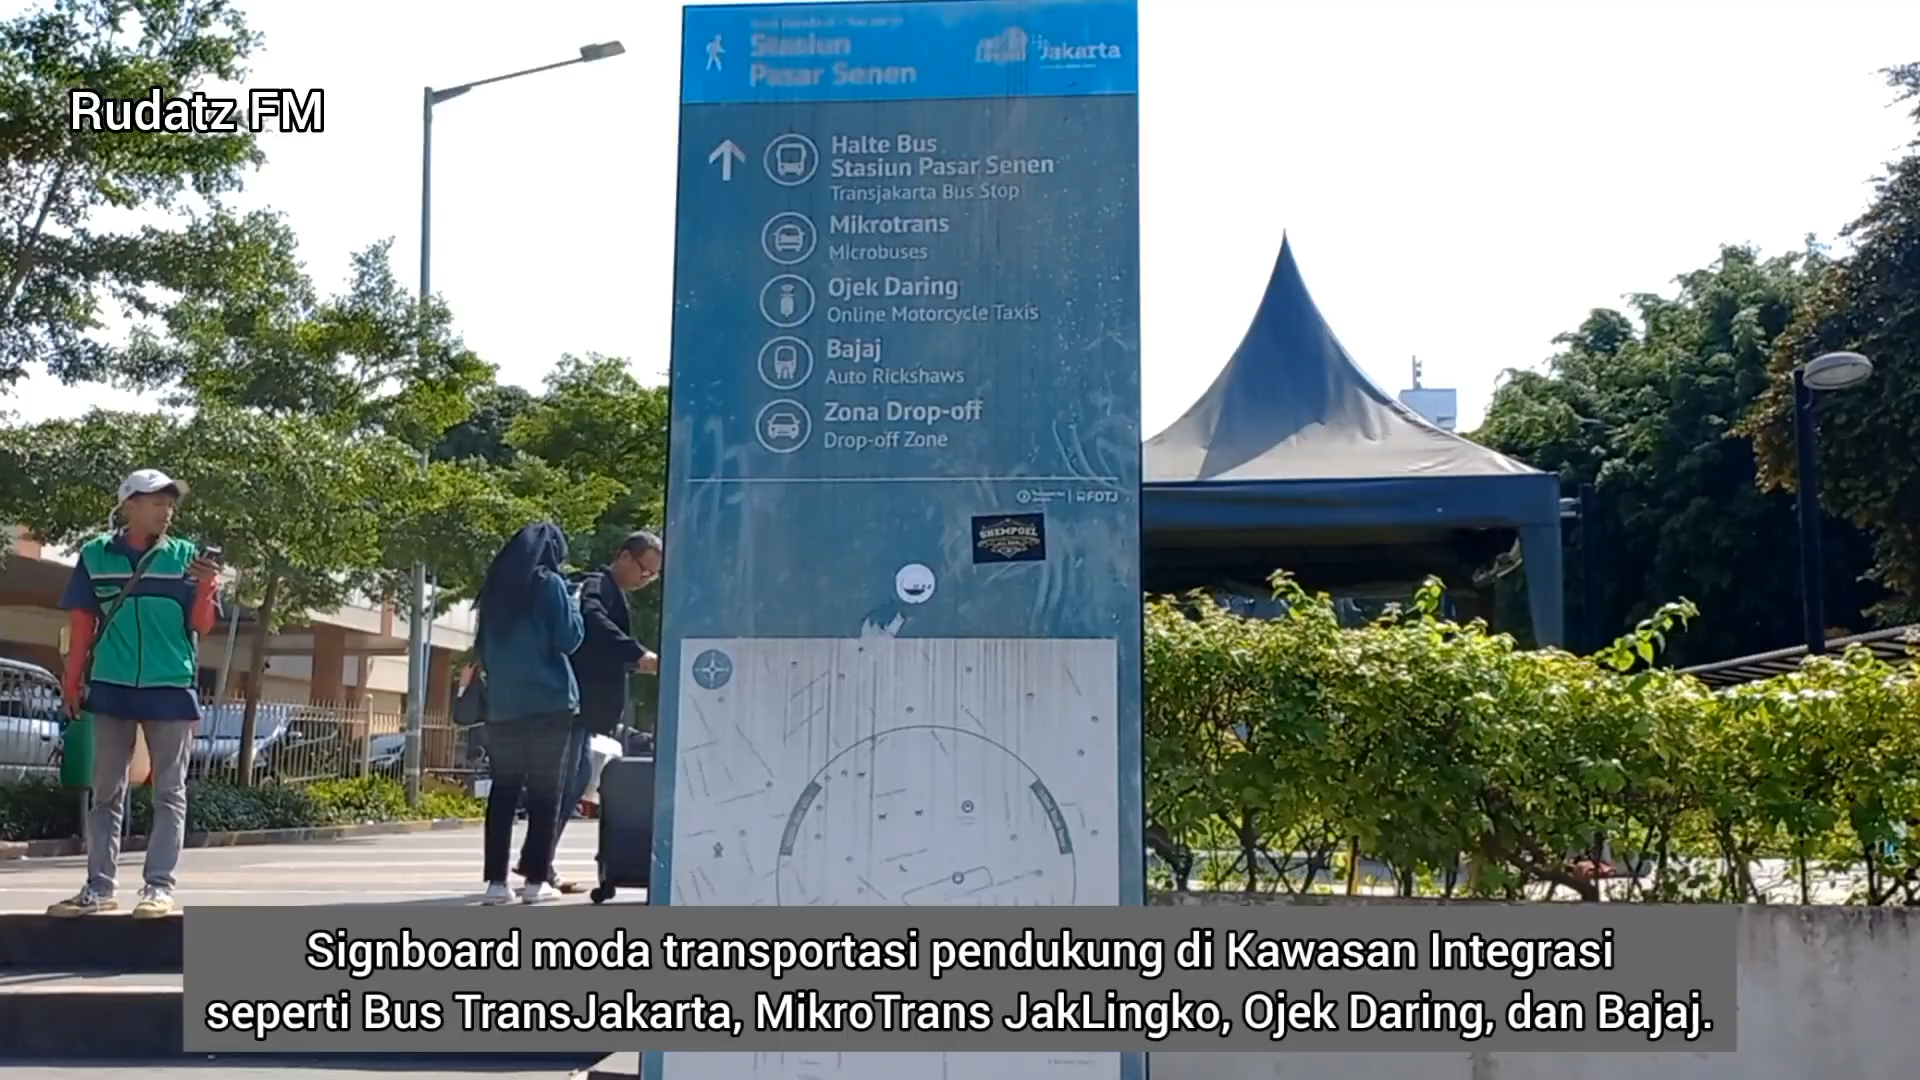 Rudatz FM
Stasiun
Pasar Senen
Jakarta
Halte Bus
Stasiun Pasar Senen
Transjakarta Bus Stop
Mikrotrans
Microbuses
Ojek Daring
Online Motorcycle Taxis
Bajaj
Auto Rickshaws
Zona Drop-off
Drop-off Zone
FDTJ
SHEMPOEL
Signboard moda transportasi pendukung di Kawasan Integrasi
seperti Bus TransJakarta, MikroTrans JakLingko, Ojek Daring, dan Bajaj.